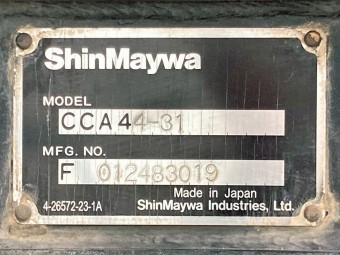 ShinMaywa
MODEL
CCA44-31
MFG. NO.
F 012483019
Made in Japan
4-26572-23-1A ShinMaywa Industries, Ltd.